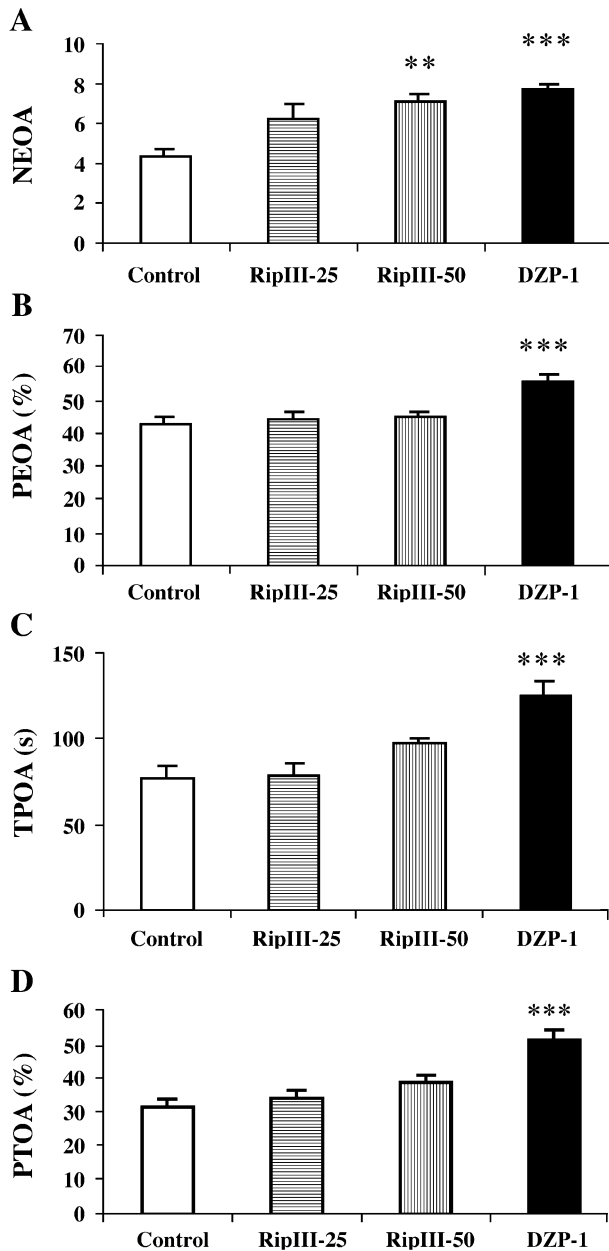 A
NEOA
10
8
6
4
2
0
** ***
Control RipIII-25 RipIII-50 DZP-1
B
PEOA (%)
70
60
50
40
30
20
10
0
***
Control RipIII-25 RipIII-50 DZP-1
C
TPOA (s)
150
100
50
0
***
Control RipIII-25 RipIII-50 DZP-1
D
PTOA (%)
60
50
40
30
20
10
0
***
Control RipIII-25 RipIII-50 DZP-1